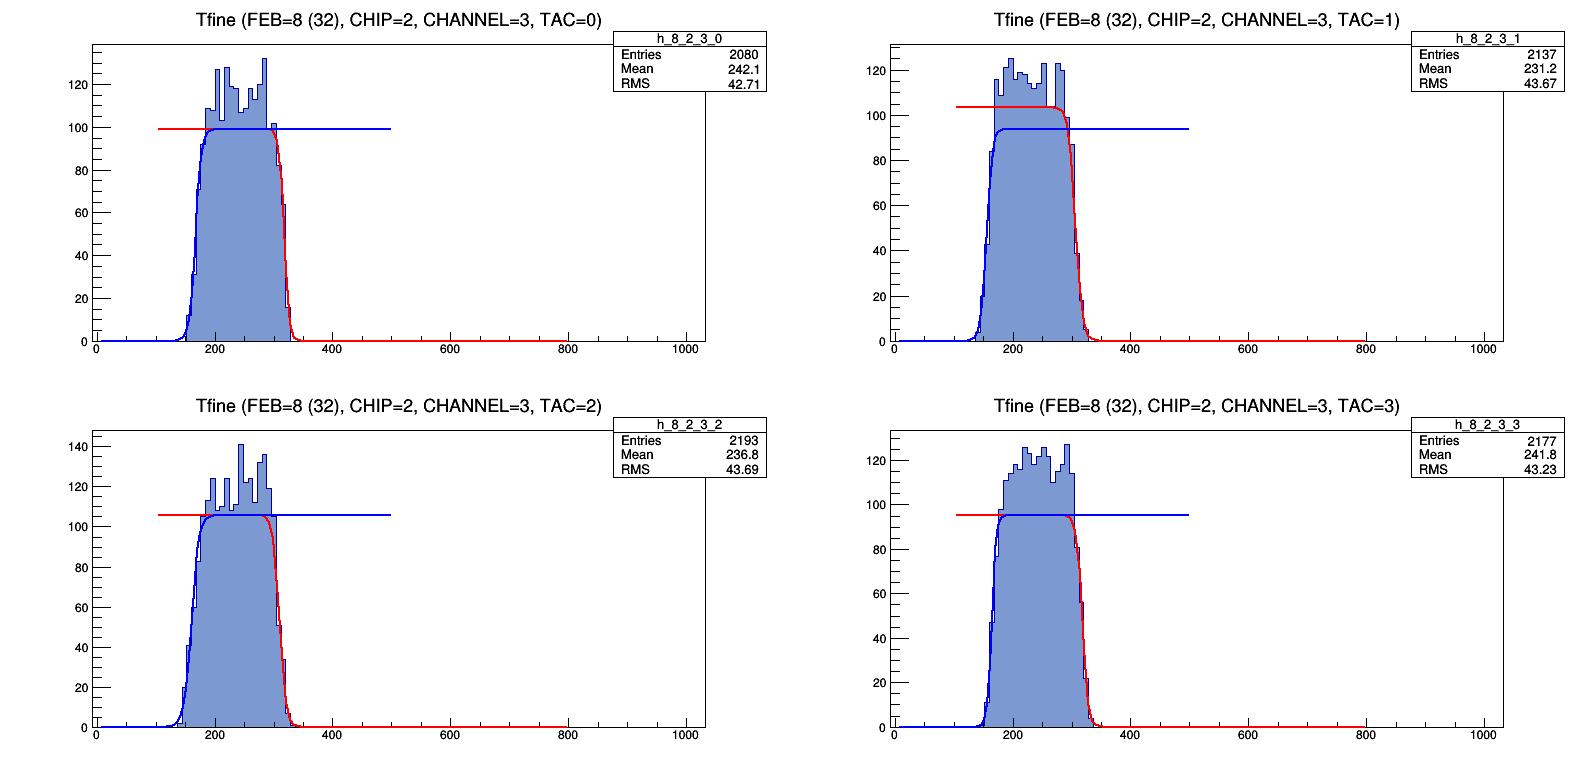 Tfine (FEB=8 (32), CHIP=2, CHANNEL=3, TAC=0)
h_8_2_3_0
Entries 2080
Mean 242.1
RMS 42.71
120
100
80
60
40
20
0
0 200 400 600 800 1000
Tfine (FEB=8 (32), CHIP=2, CHANNEL=3, TAC=1)
h_8_2_3_1
Entries 2137
Mean 231.2
RMS 43.67
120
100
80
60
40
20
0
0 200 400 600 800 1000
Tfine (FEB=8 (32), CHIP=2, CHANNEL=3, TAC=2)
h_8_2_3_2
Entries 2193
Mean 236.8
RMS 43.69
140
120
100
80
60
40
20
0
0 200 400 600 800 1000
Tfine (FEB=8 (32), CHIP=2, CHANNEL=3, TAC=3)
h_8_2_3_3
Entries 2177
Mean 241.8
RMS 43.23
120
100
80
60
40
20
0
0 200 400 600 800 1000